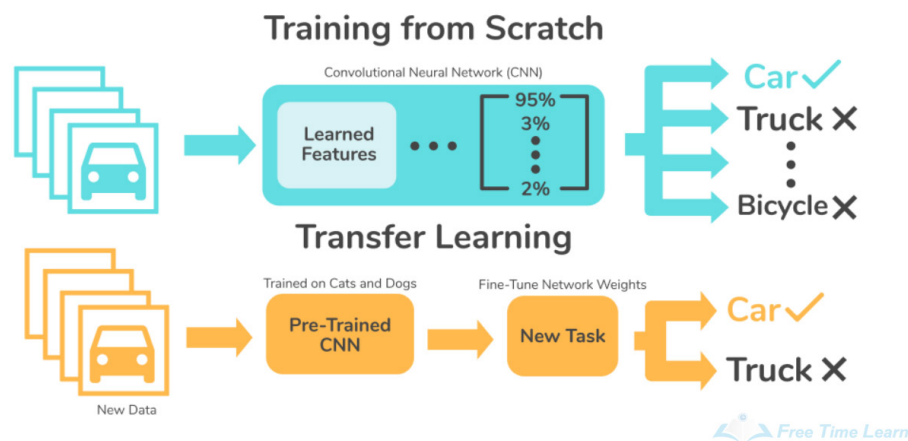 Training from Scratch
Convolutional Neural Network (CNN)
Learned
Features
95%
3%
2%
Car
Truck
Bicycle
Transfer Learning
Trained on Cats and Dogs
Fine-Tune Network Weights
Pre-Trained
CNN
New Task
Car
Truck
New Data
Free Time Learn